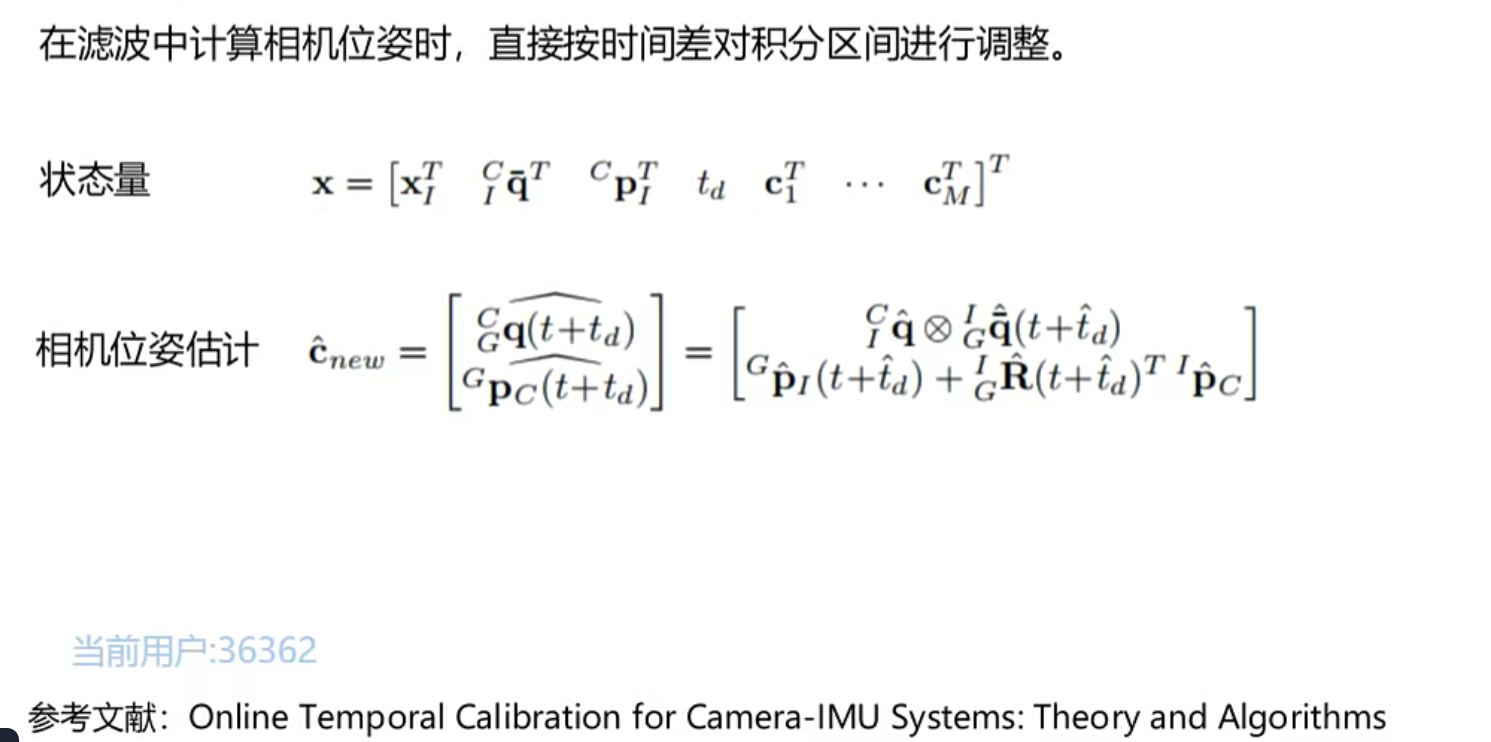 在滤波中计算相机位姿时，直接按时间差对积分区间进行调整。
状态量 $\mathbf{x} = \begin{bmatrix} \mathbf{x}_I^T & {}_I^C\bar{\mathbf{q}}^T & {}^C\mathbf{p}_I^T & t_d & \mathbf{c}_1^T & \cdots & \mathbf{c}_M^T \end{bmatrix}^T$
相机位姿估计 $\hat{\mathbf{c}}_{new} = \begin{bmatrix} \widehat{{}_G^C\mathbf{q}(t+t_d)} \\ \widehat{{}^G\mathbf{p}_C(t+t_d)} \end{bmatrix} = \begin{bmatrix} {}_I^C\hat{\mathbf{q}} \otimes {}_G^I\hat{\bar{\mathbf{q}}}(t+\hat{t}_d) \\ {}^G\hat{\mathbf{p}}_I(t+\hat{t}_d) + {}_G^I\hat{\mathbf{R}}(t+\hat{t}_d)^T \, {}^I\hat{\mathbf{p}}_C \end{bmatrix}$
当前用户:36362
参考文献：Online Temporal Calibration for Camera-IMU Systems: Theory and Algorithms